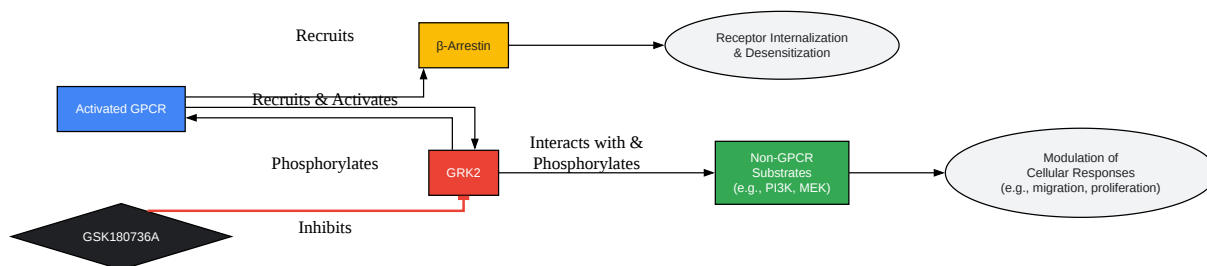 Recruits
β-Arrestin
Receptor Internalization
& Desensitization
Activated GPCR
Recruits & Activates
Phosphorylates
GRK2
Interacts with &
Phosphorylates
Non-GPCR
Substrates
(e.g., PI3K, MEK)
Modulation of
Cellular Responses
(e.g., migration, proliferation)
GSK180736A
Inhibits